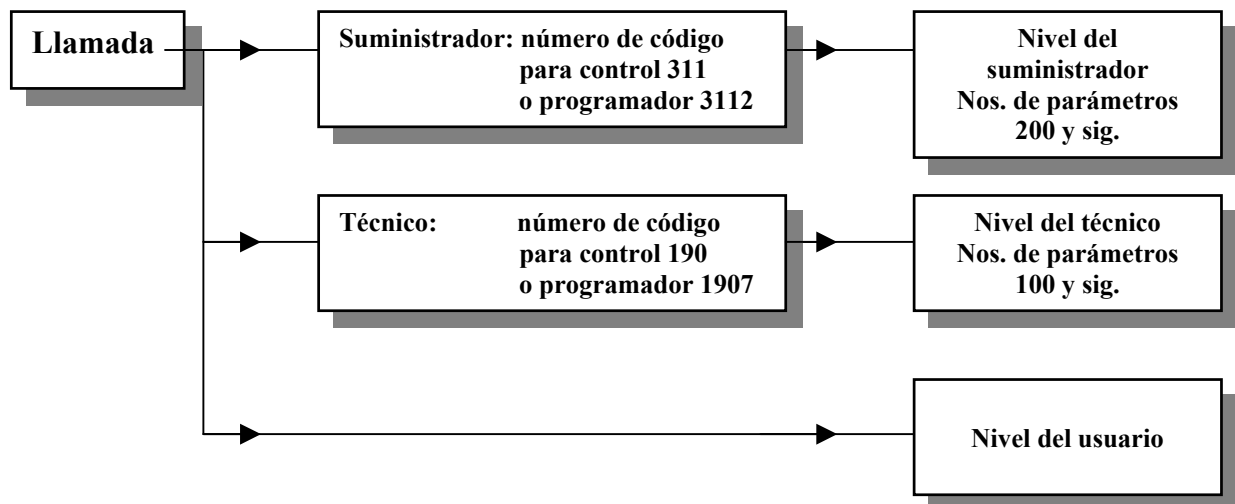 Llamada
Suministrador: número de código
para control 311
o programador 3112
Nivel del
suministrador
Nos. de parámetros
200 y sig.
Técnico: número de código
para control 190
o programador 1907
Nivel del técnico
Nos. de parámetros
100 y sig.
Nivel del usuario